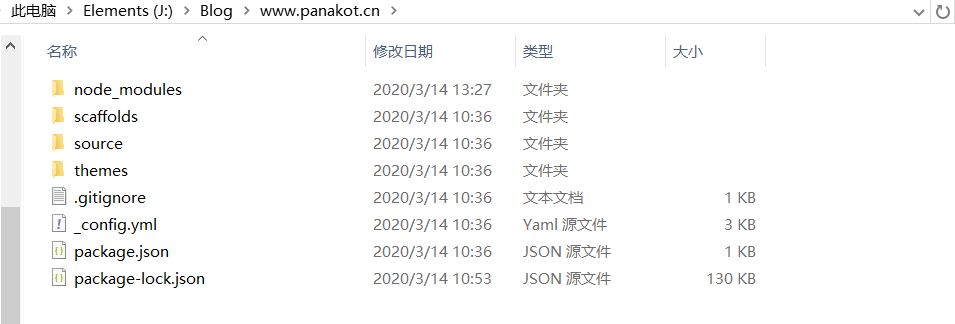 此电脑 > Elements (J:) > Blog > www.panakot.cn >
名称 修改日期 类型 大小
node_modules 2020/3/14 13:27 文件夹
scaffolds 2020/3/14 10:36 文件夹
source 2020/3/14 10:36 文件夹
themes 2020/3/14 10:36 文件夹
.gitignore 2020/3/14 10:36 文本文档 1 KB
_config.yml 2020/3/14 10:36 Yaml 源文件 3 KB
package.json 2020/3/14 10:36 JSON 源文件 1 KB
package-lock.json 2020/3/14 10:53 JSON 源文件 130 KB